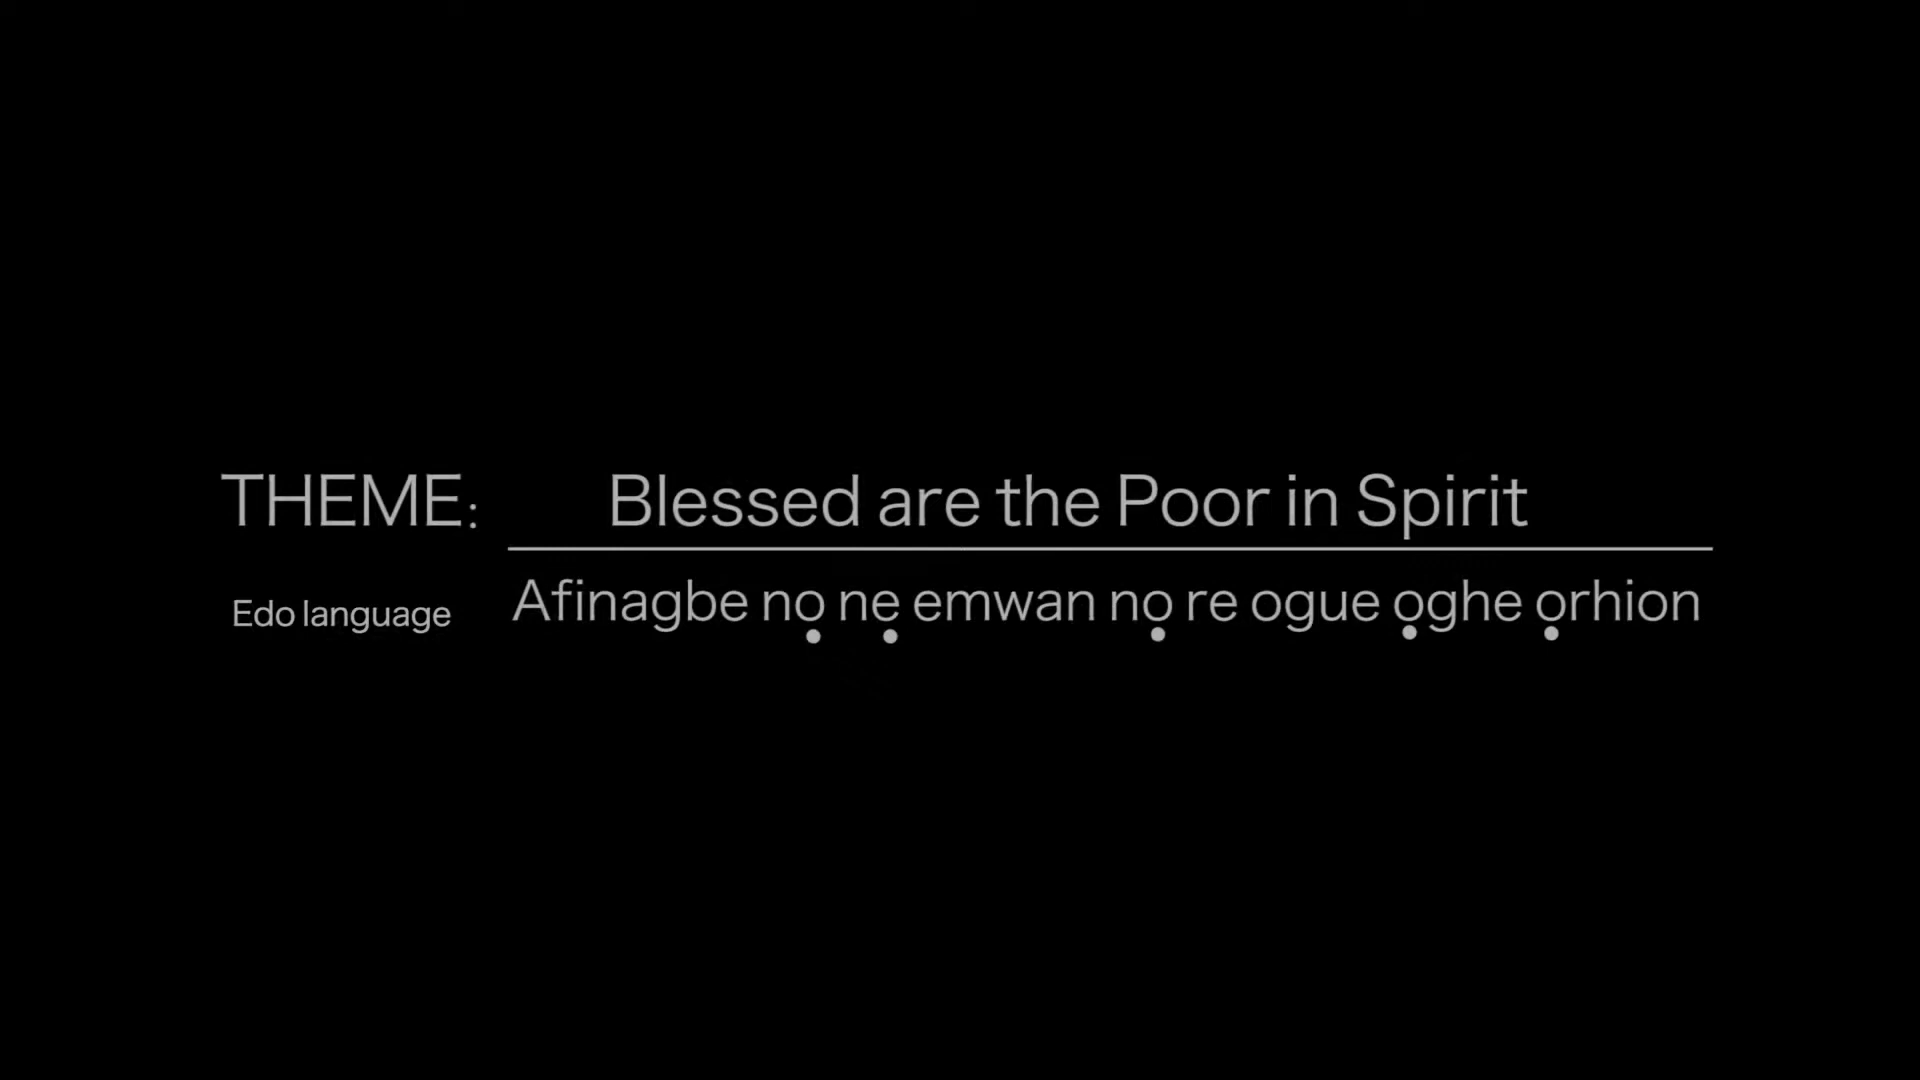 THEME: Blessed are the Poor in Spirit
Edo language Afinagbe nọ nẹ emwan nọ re ogue ọghe ọrhion